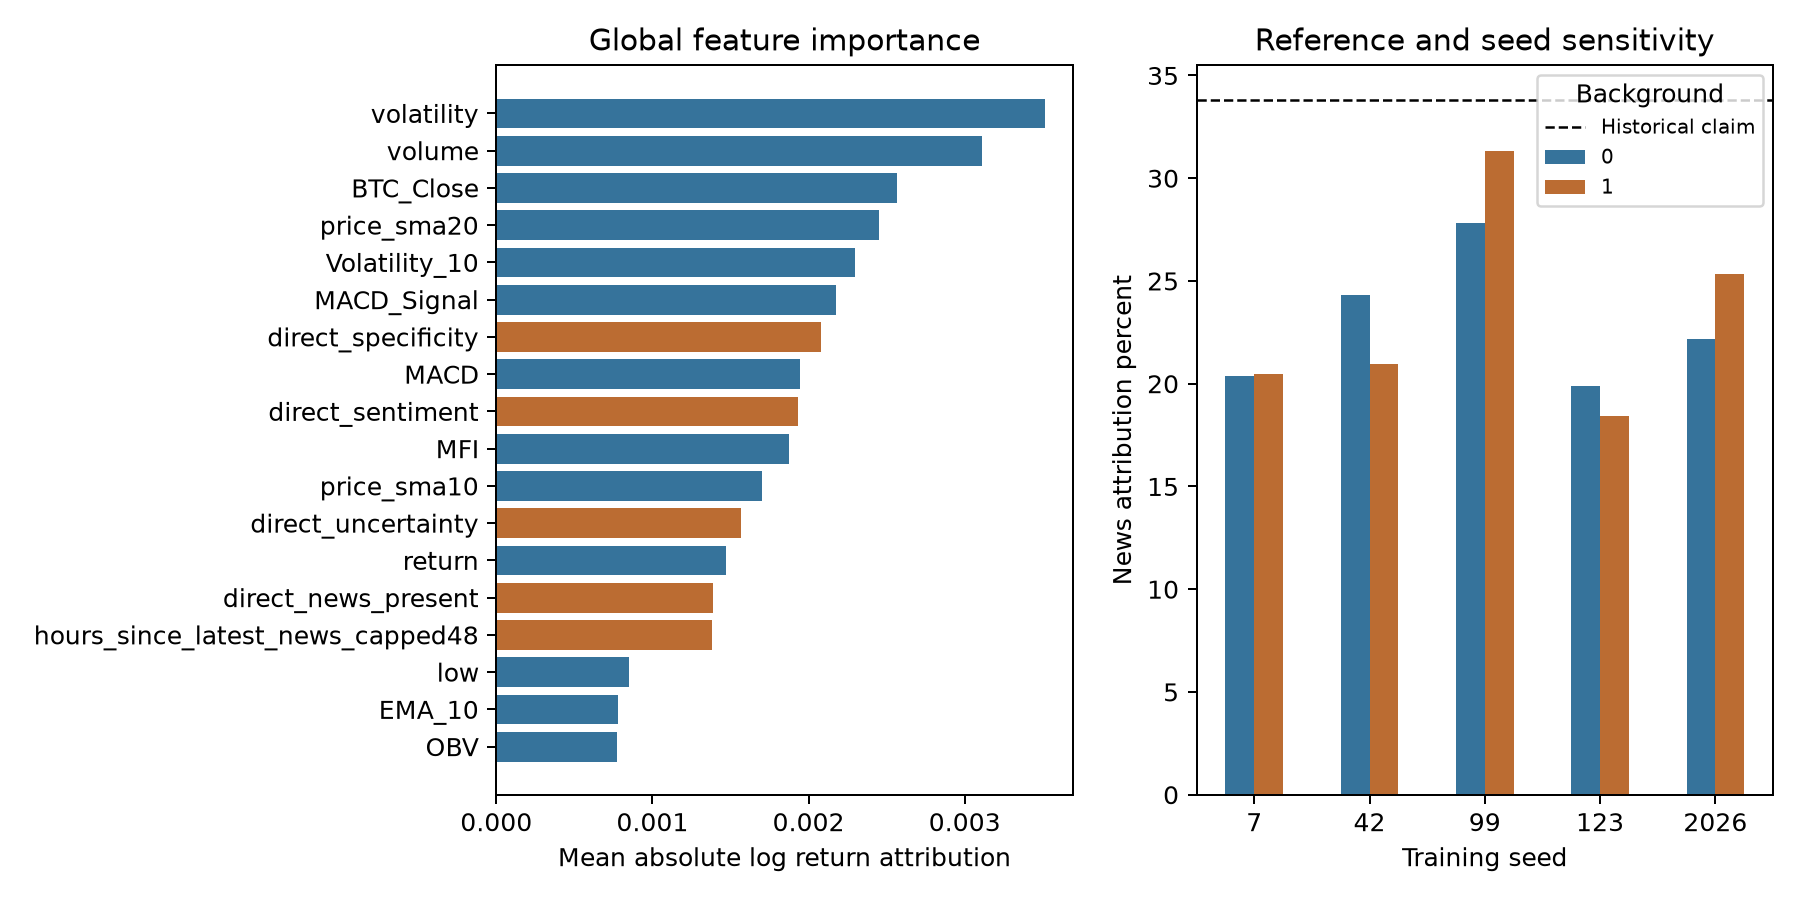 Global feature importance
volatility
volume
BTC_Close
price_sma20
Volatility_10
MACD_Signal
direct_specificity
MACD
direct_sentiment
MFI
price_sma10
direct_uncertainty
return
direct_news_present
hours_since_latest_news_capped48
low
EMA_10
OBV
0.000 0.001 0.002 0.003
Mean absolute log return attribution
Reference and seed sensitivity
News attribution percent
35
30
25
20
15
10
5
0
Background
Historical claim
0
1
7 42 99 123 2026
Training seed